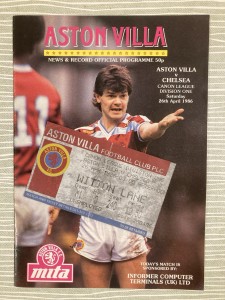 ASTON VILLA
NEWS & RECORD OFFICIAL PROGRAMME 50p
ASTON VILLA
v
CHELSEA
CANON LEAGUE
DIVISION ONE
Saturday
26th April 1986
ASTON VILLA FOOTBALL CLUB PLC
WITTON LANE
mita
TODAY'S MATCH IS
SPONSORED BY:
INFORMER COMPUTER
TERMINALS (UK) LTD